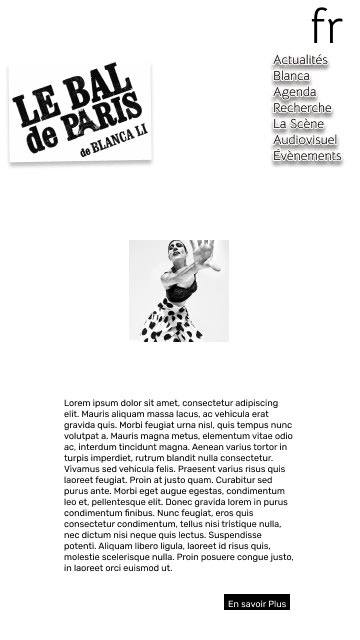 fr
Actualités
Blanca
Agenda
Recherche
La Scène
Audiovisuel
Évènements
LE BAL
de PARIS
de BLANCA LI
Lorem ipsum dolor sit amet, consectetur adipiscing
elit. Mauris aliquam massa lacus, ac vehicula erat
gravida quis. Morbi feugiat urna nisl, quis tempus nunc
volutpat a. Mauris magna metus, elementum vitae odio
ac, interdum tincidunt magna. Aenean varius tortor in
turpis imperdiet, rutrum blandit nulla consectetur.
Vivamus sed vehicula felis. Praesent varius risus quis
laoreet feugiat. Proin at justo quam. Curabitur sed
purus ante. Morbi eget augue egestas, condimentum
leo et, pellentesque elit. Donec gravida lorem in purus
condimentum finibus. Nunc feugiat, eros quis
consectetur condimentum, tellus nisi tristique nulla,
nec dictum nisi neque quis lectus. Suspendisse
potenti. Aliquam libero ligula, laoreet id risus quis,
molestie scelerisque nulla. Proin posuere congue justo,
in laoreet orci euismod ut.
En savoir Plus